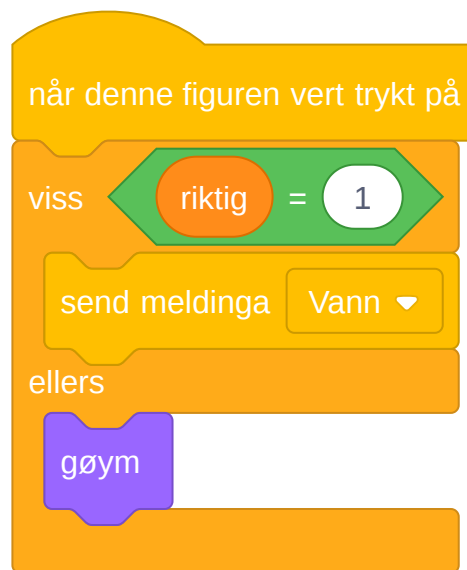 når denne figuren vert trykt på
viss riktig = 1
send meldinga Vann
ellers
gøym